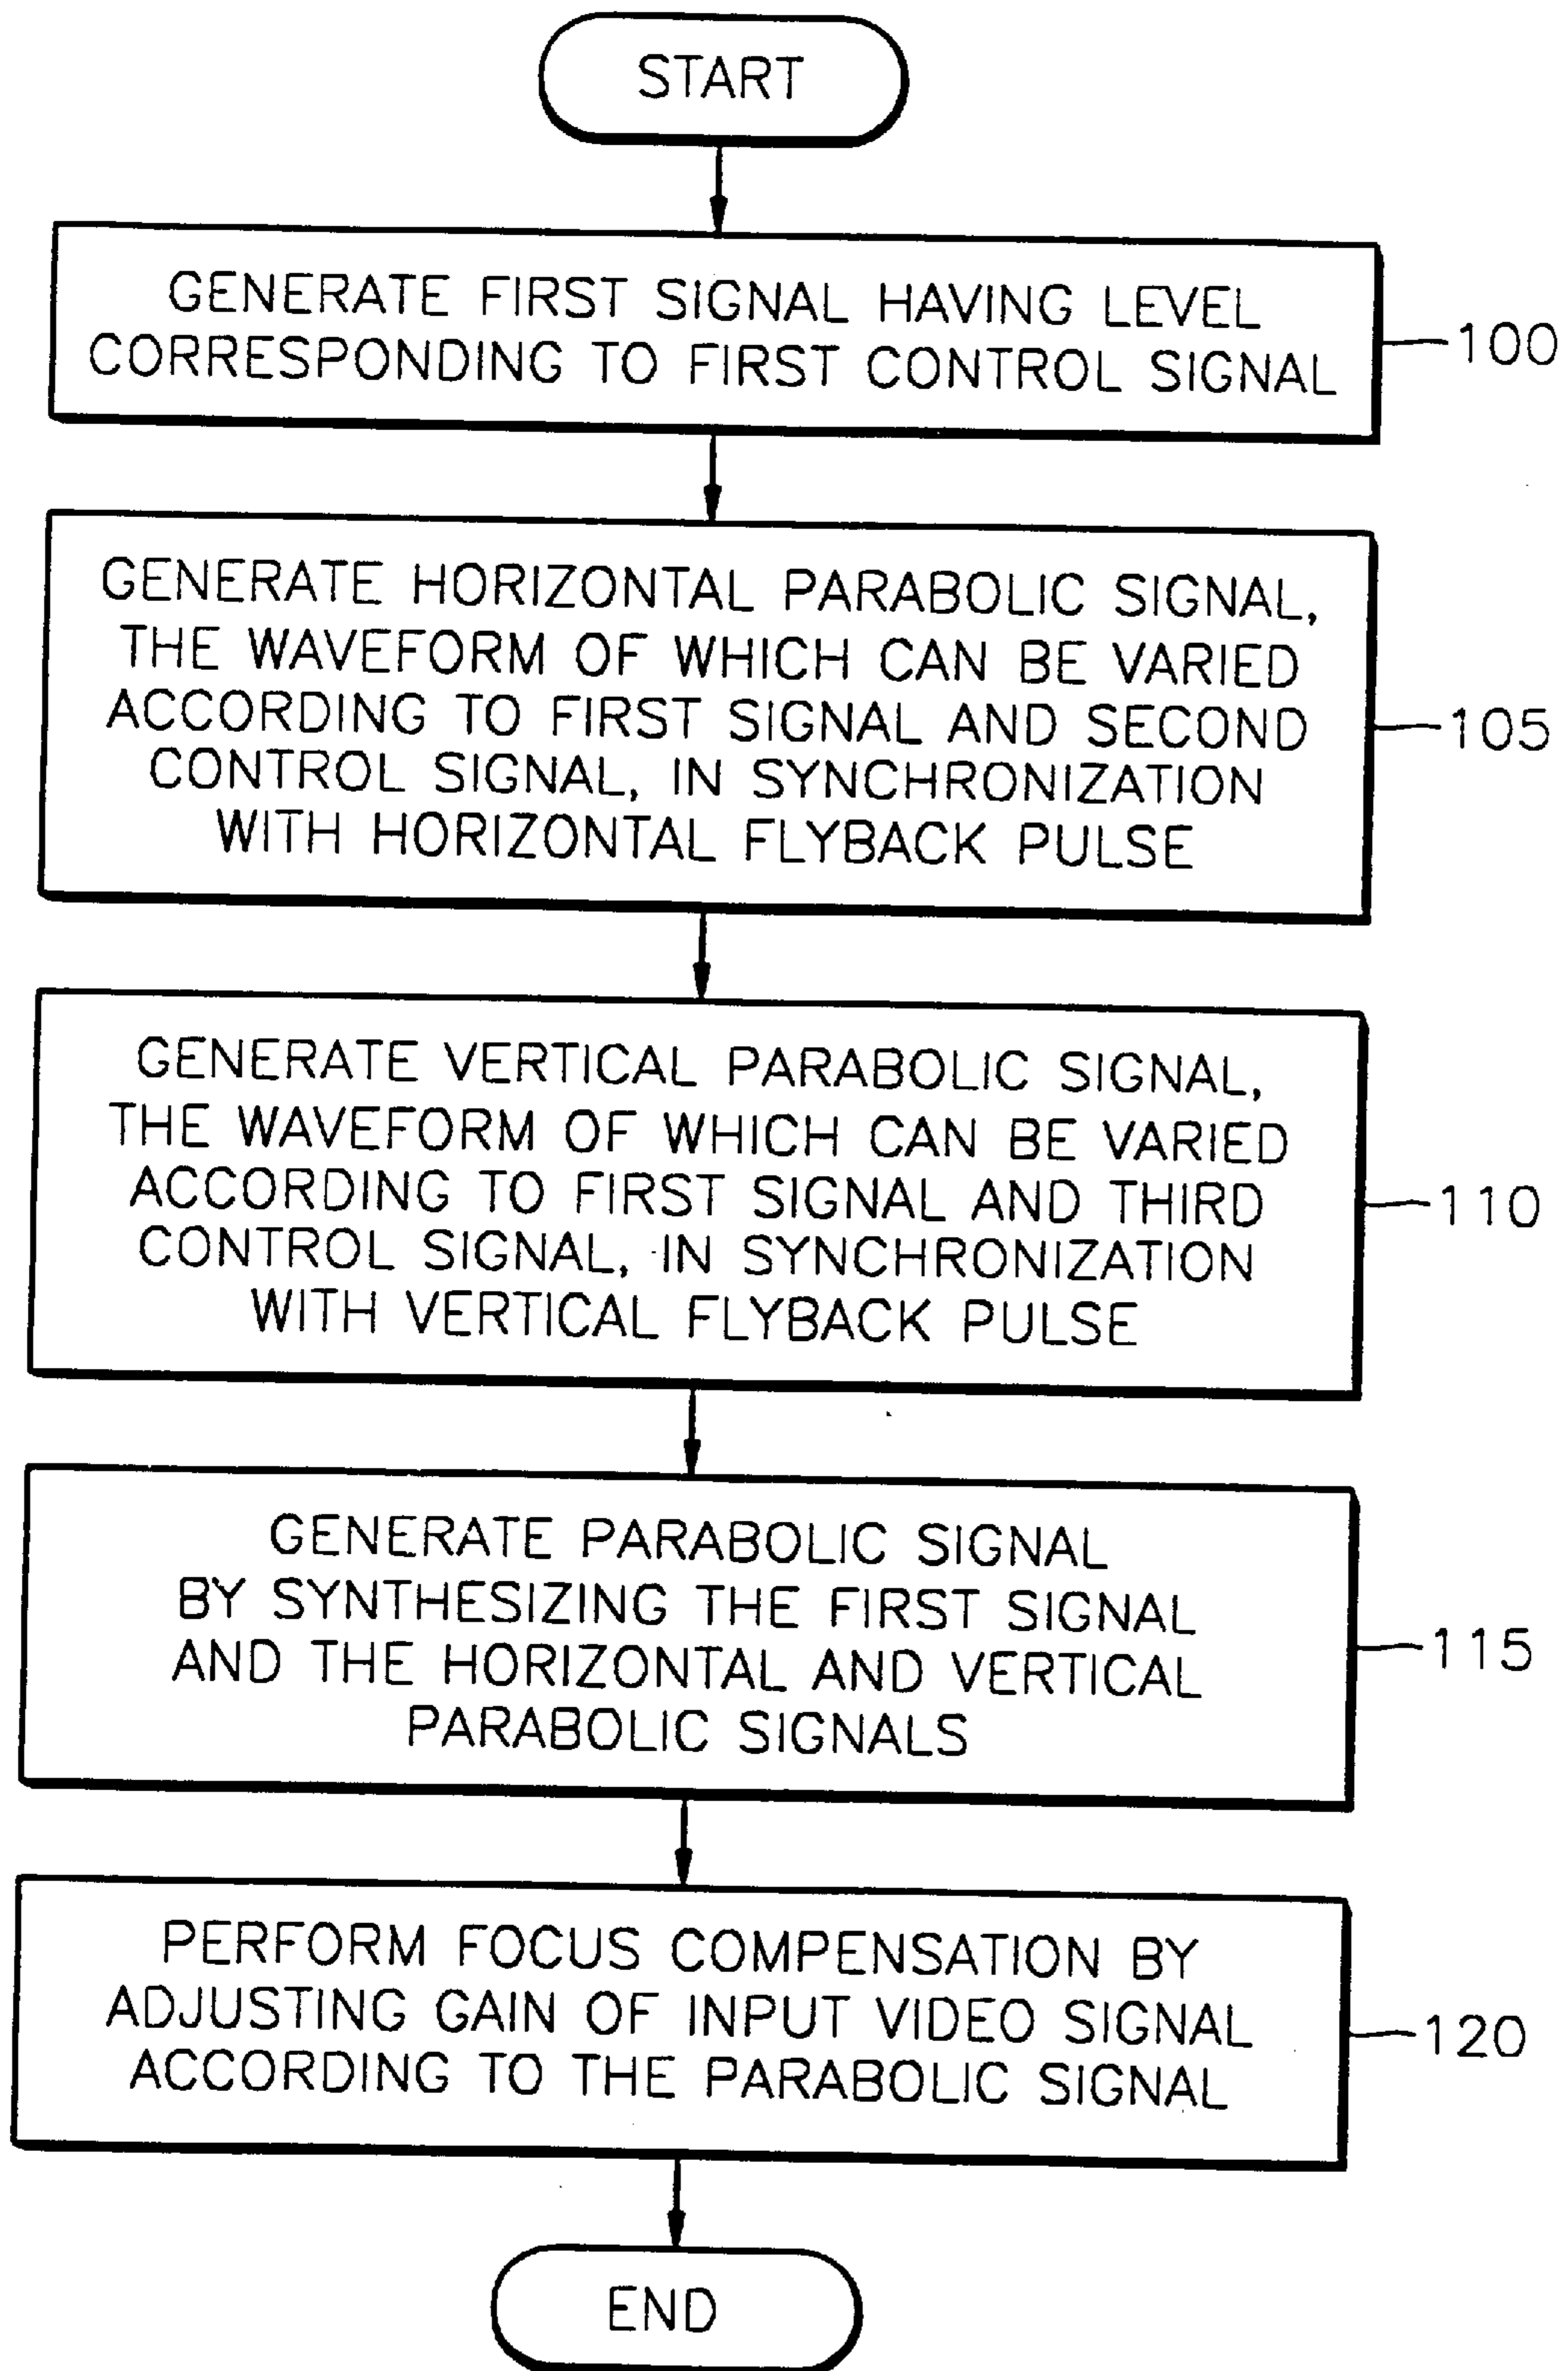 START
GENERATE FIRST SIGNAL HAVING LEVEL
CORRESPONDING TO FIRST CONTROL SIGNAL
100
GENERATE HORIZONTAL PARABOLIC SIGNAL,
THE WAVEFORM OF WHICH CAN BE VARIED
ACCORDING TO FIRST SIGNAL AND SECOND
CONTROL SIGNAL, IN SYNCHRONIZATION
WITH HORIZONTAL FLYBACK PULSE
105
GENERATE VERTICAL PARABOLIC SIGNAL,
THE WAVEFORM OF WHICH CAN BE VARIED
ACCORDING TO FIRST SIGNAL AND THIRD
CONTROL SIGNAL, IN SYNCHRONIZATION
WITH VERTICAL FLYBACK PULSE
110
GENERATE PARABOLIC SIGNAL
BY SYNTHESIZING THE FIRST SIGNAL
AND THE HORIZONTAL AND VERTICAL
PARABOLIC SIGNALS
115
PERFORM FOCUS COMPENSATION BY
ADJUSTING GAIN OF INPUT VIDEO SIGNAL
ACCORDING TO THE PARABOLIC SIGNAL
120
END